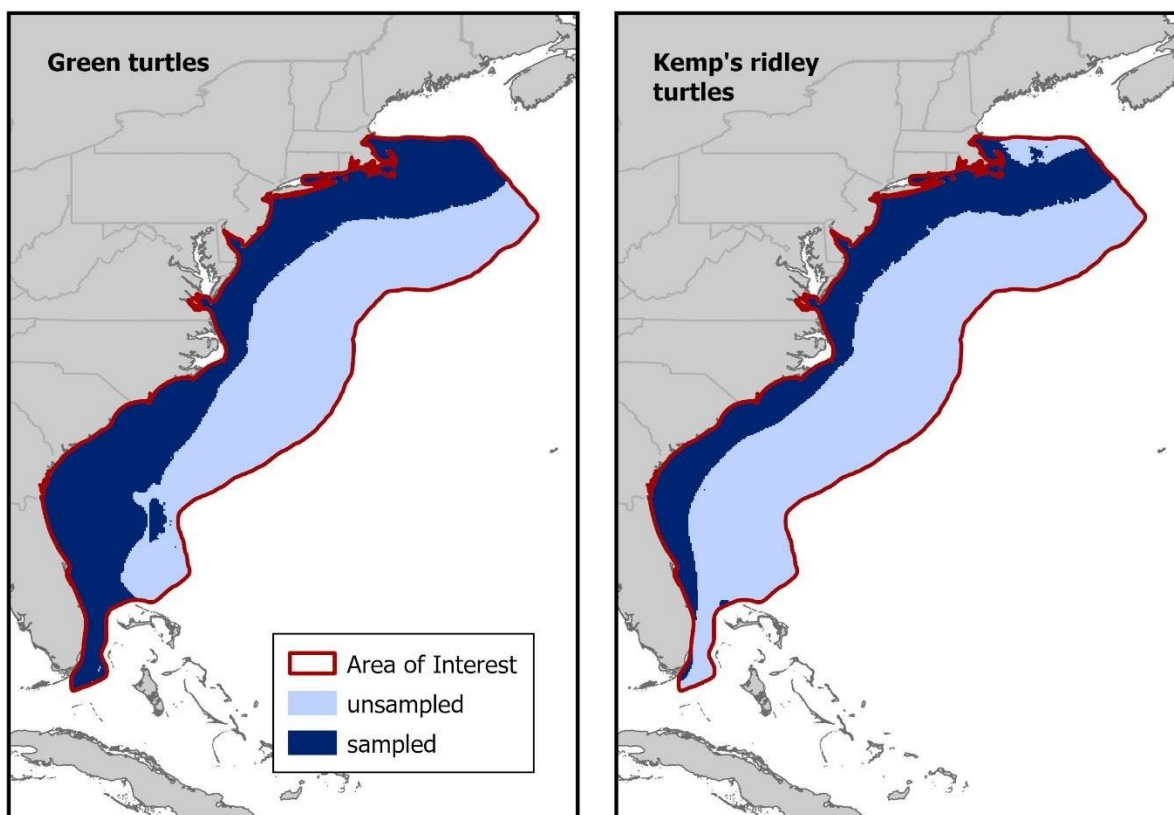 Green turtles
Kemp's ridley
turtles
Area of Interest
unsampled
sampled